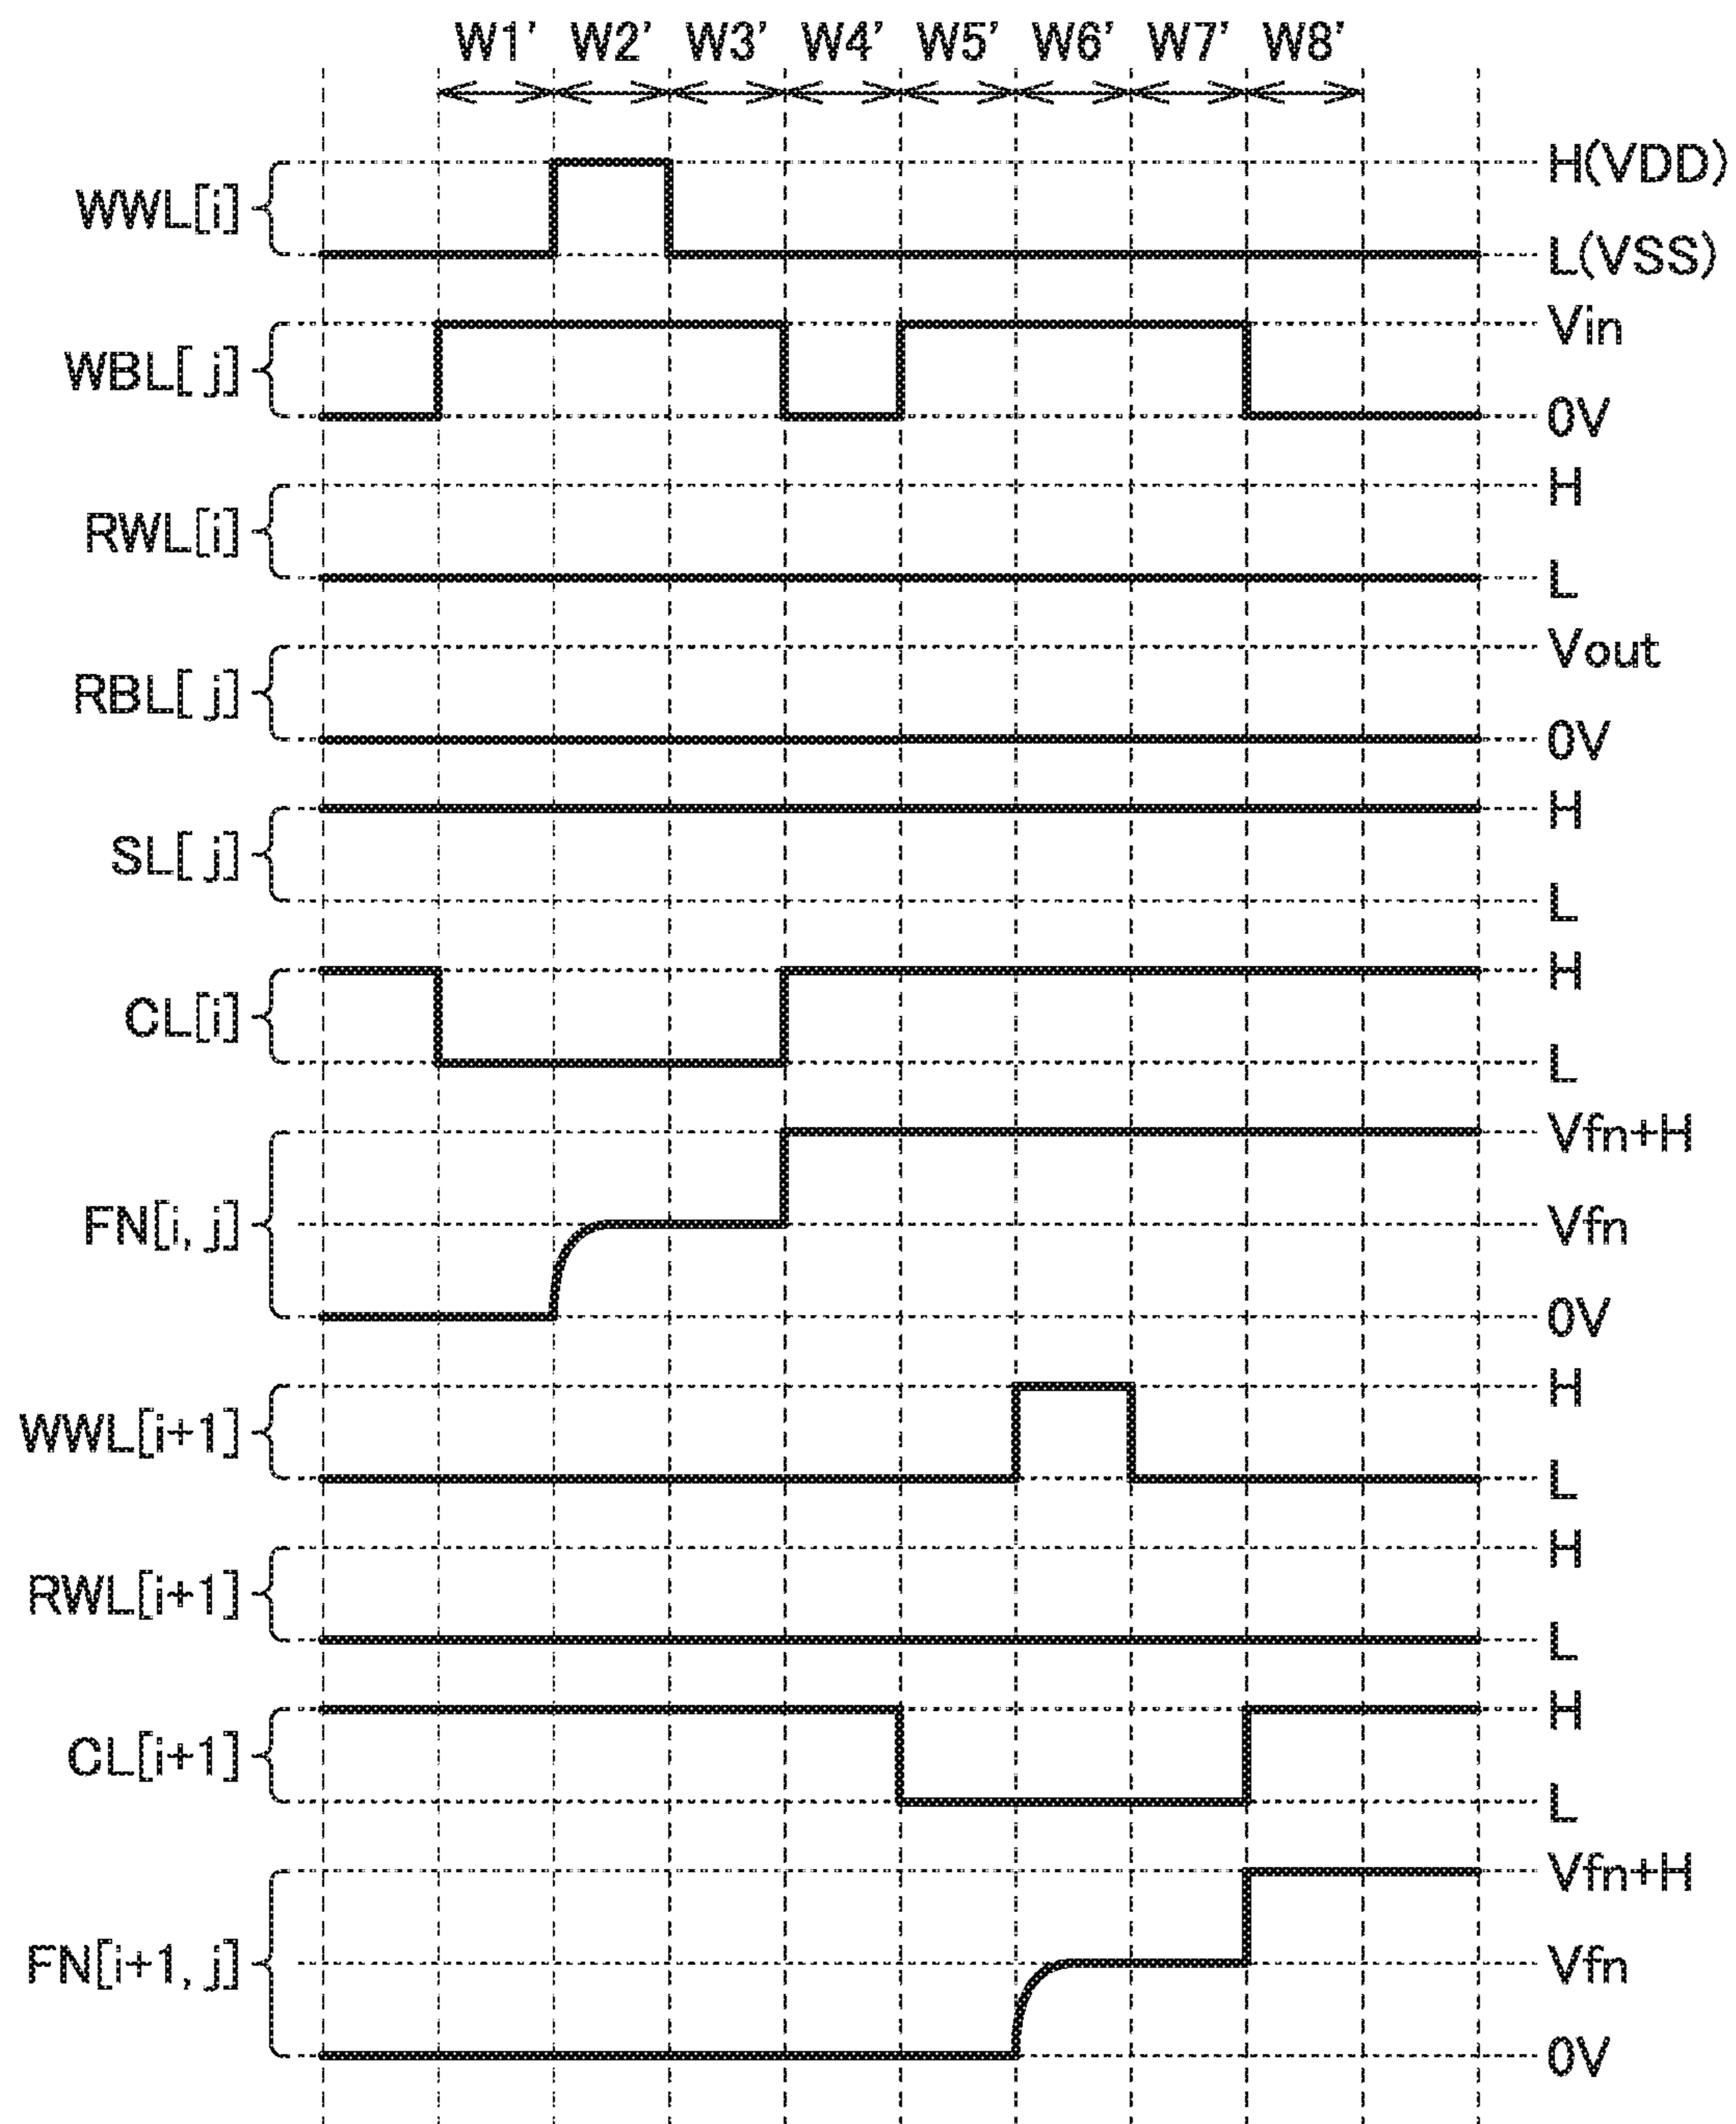 W1' W2' W3' W4' W5' W6' W7' W8'
WWL[i]
H(VDD)
L(VSS)
WBL[ j]
Vin
0V
RWL[i]
H
L
RBL[ j]
Vout
0V
SL[ j]
H
L
CL[i]
H
L
FN[i, j]
Vfn+H
Vfn
0V
WWL[i+1]
H
L
RWL[i+1]
H
L
CL[i+1]
H
L
FN[i+1, j]
Vfn+H
Vfn
0V